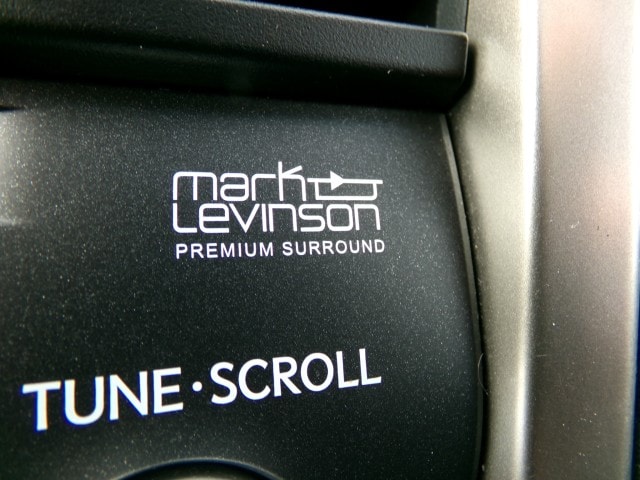 mark
Levinson
PREMIUM SURROUND
TUNE·SCROLL